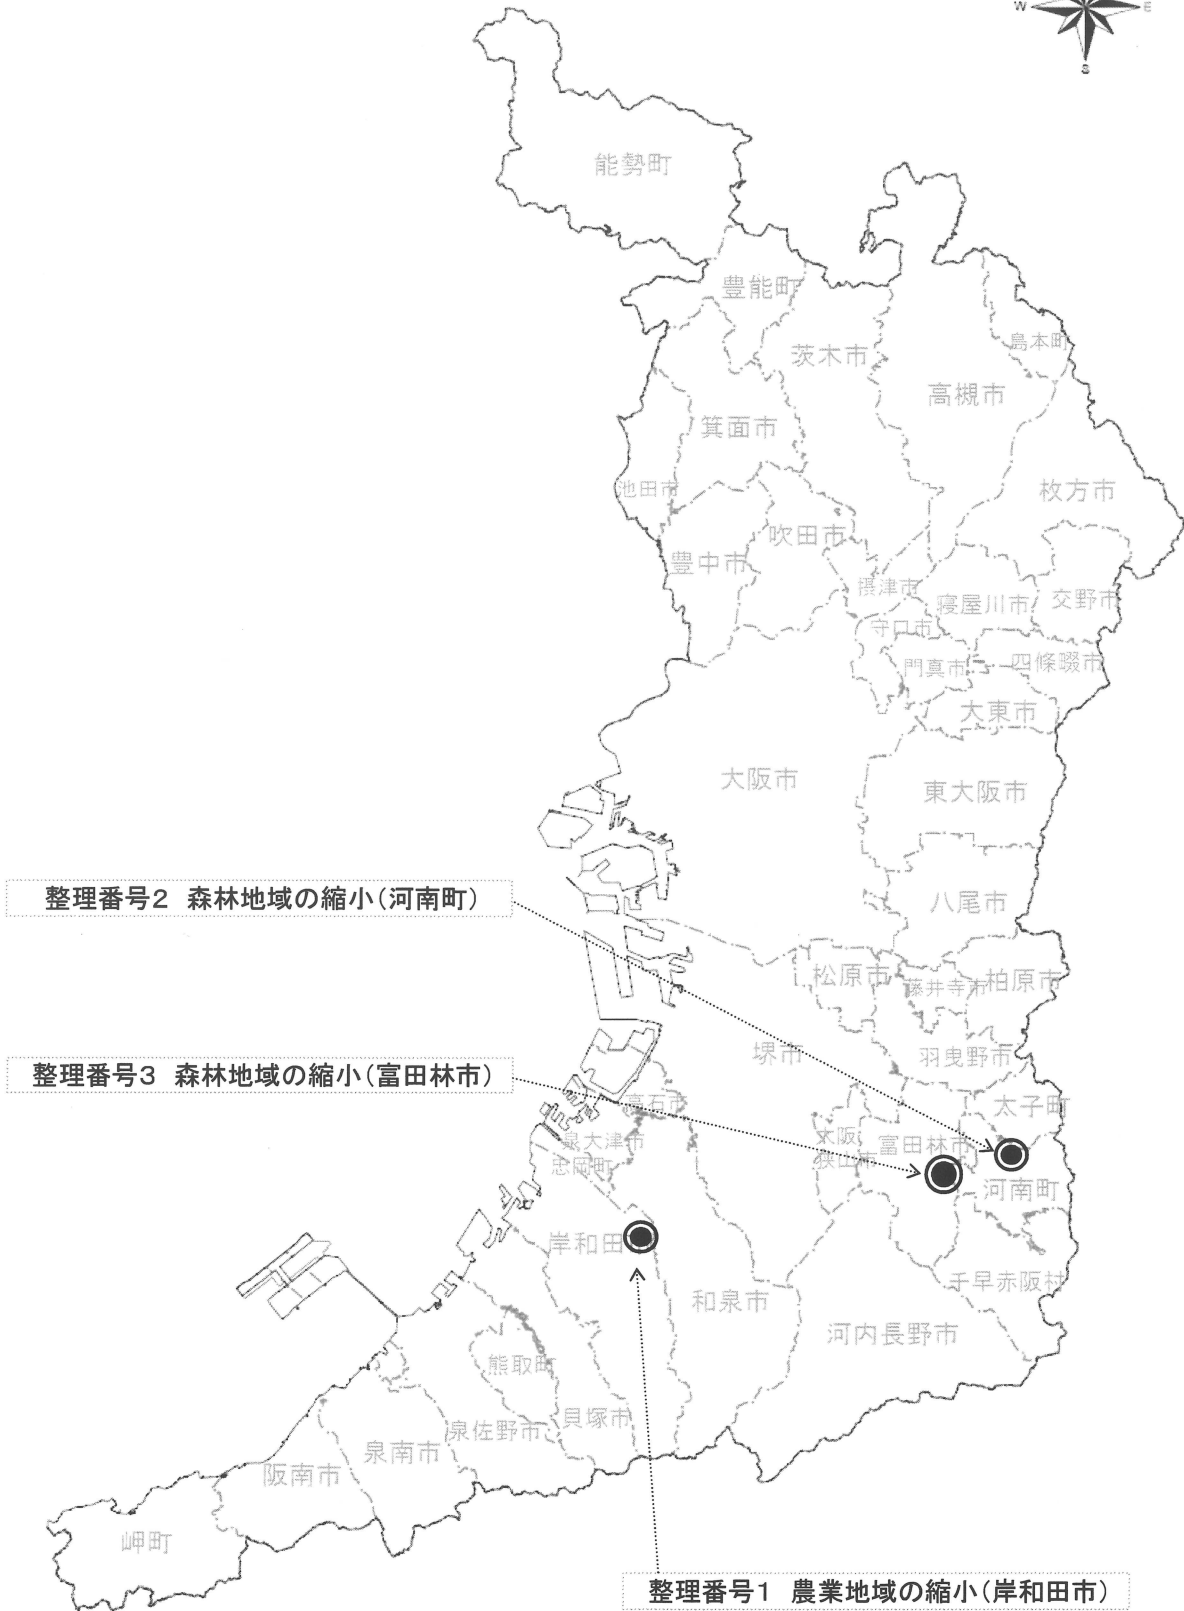 W E
S
能勢町
豊能町
茨木市
島本町
高槻市
箕面市
池田市
枚方市
吹田市
豊中市
摂津市
寝屋川市
交野市
守口市
門真市
四條畷市
大東市
大阪市
東大阪市
整理番号2 森林地域の縮小(河南町)
八尾市
松原市
藤井寺市
柏原市
堺市
羽曳野市
整理番号3 森林地域の縮小(富田林市)
高石市
太子町
泉大津市
大阪
狭山市
富田林市
忠岡町
河南町
岸和田
千早赤阪村
和泉市
河内長野市
熊取町
貝塚市
泉佐野市
泉南市
阪南市
岬町
整理番号1 農業地域の縮小(岸和田市)